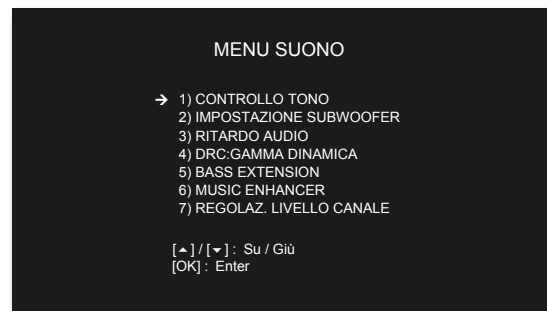 MENU SUONO
➔ 1) CONTROLLO TONO
2) IMPOSTAZIONE SUBWOOFER
3) RITARDO AUDIO
4) DRC:GAMMA DINAMICA
5) BASS EXTENSION
6) MUSIC ENHANCER
7) REGOLAZ. LIVELLO CANALE
[▲] / [▼] : Su / Giù
[OK] : Enter